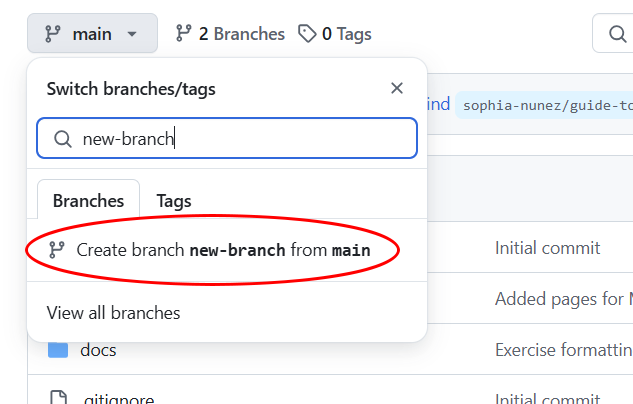 main
2 Branches
0 Tags
Switch branches/tags
ind sophia-nunez/guide-to
new-branch
Branches
Tags
Create branch new-branch from main
Initial commit
View all branches
Added pages for
docs
Exercise formattin
.gitignore
Initial commit